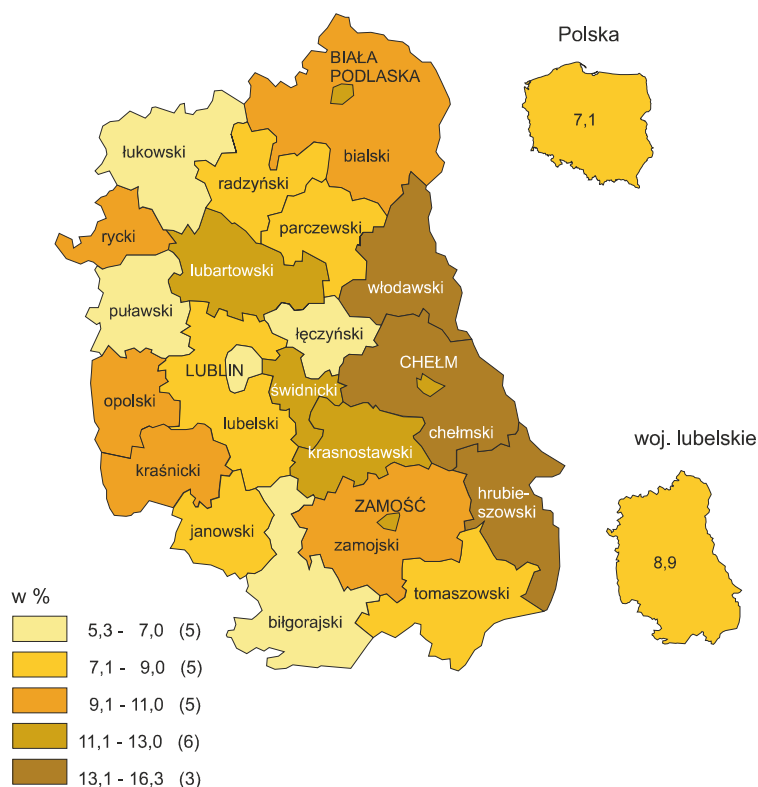 Polska
7,1
BIAŁA
PODLASKA
bialski
łukowski
radzyński
parczewski
rycki
lubartowski
włodawski
puławski
łęczyński
LUBLIN
świdnicki
CHEŁM
opolski
lubelski
chełmski
krasnostawski
kraśnicki
hrubie-
szowski
ZAMOŚĆ
janowski
zamojski
tomaszowski
biłgorajski
woj. lubelskie
8,9
w %
5,3 - 7,0 (5)
7,1 - 9,0 (5)
9,1 - 11,0 (5)
11,1 - 13,0 (6)
13,1 - 16,3 (3)